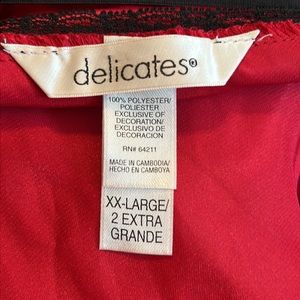 delicates®
100% POLYESTER/
POLIESTER
EXCLUSIVE OF
DECORATION/
EXCLUSIVO DE
DECORACIÓN
RN# 64211
MADE IN CAMBODIA/
HECHO EN CAMBOYA
XX-LARGE/
2 EXTRA
GRANDE